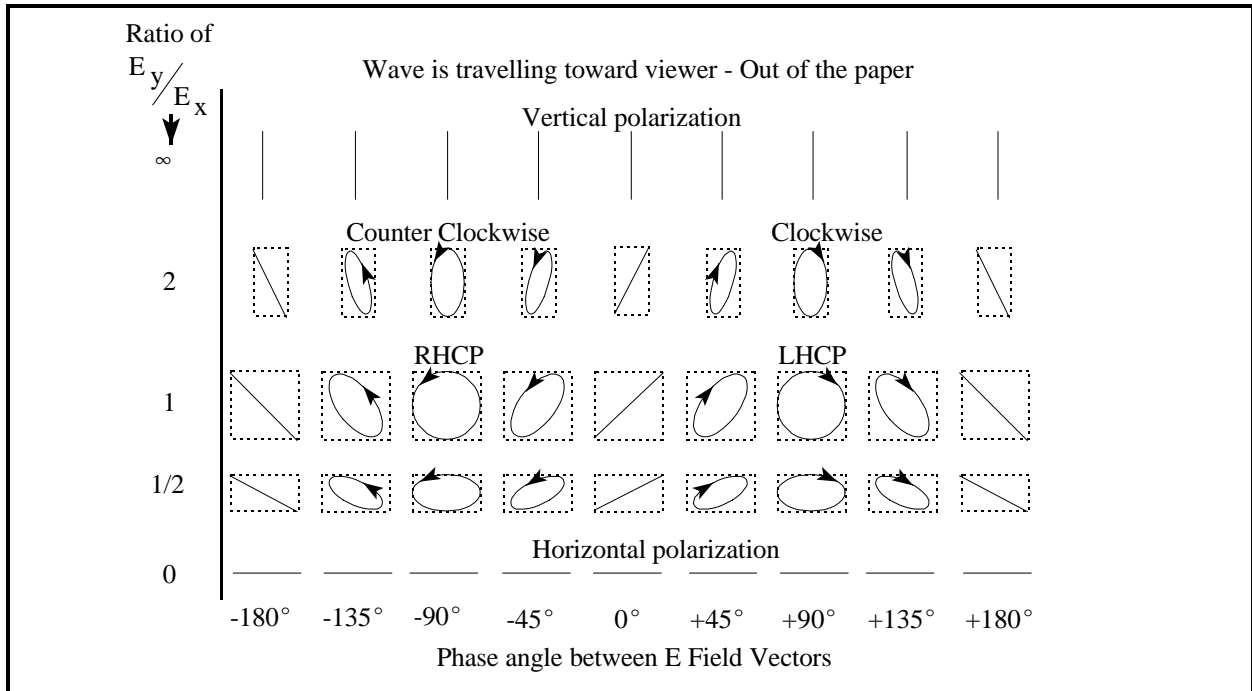 Ratio of
E y/E x
Wave is travelling toward viewer - Out of the paper
Vertical polarization
∞
Counter Clockwise Clockwise
2
RHCP LHCP
1
1/2
Horizontal polarization
0
-180° -135° -90° -45° 0° +45° +90° +135° +180°
Phase angle between E Field Vectors